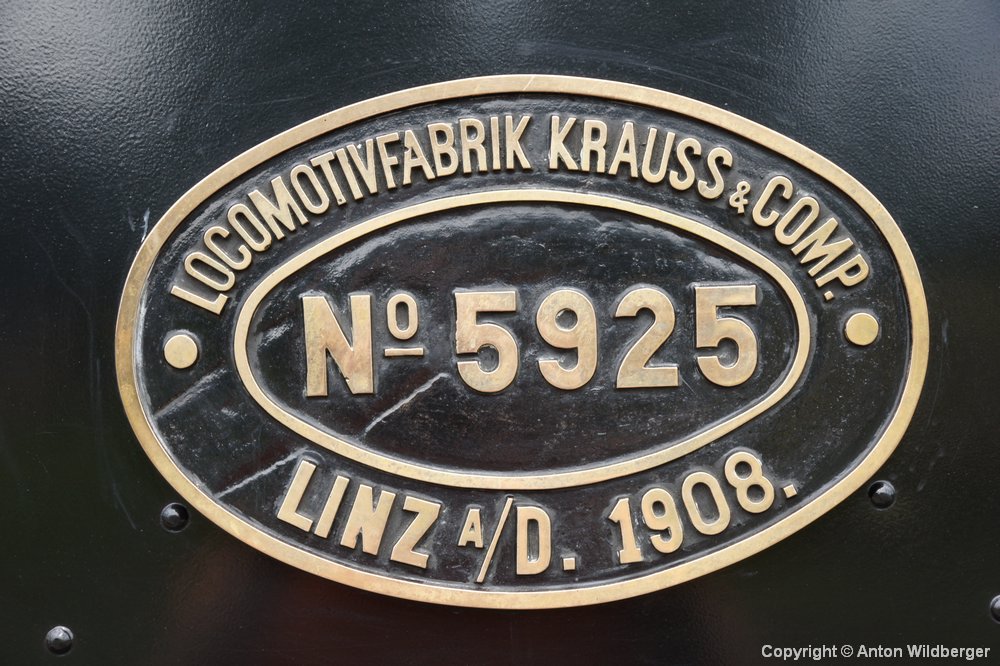 LOCOMOTIVFABRIK KRAUSS & COMP.
Nº 5925
LINZ A/D. 1908.
Copyright © Anton Wildberger